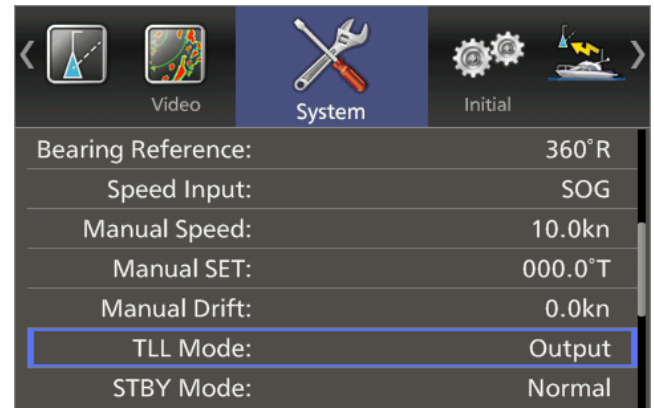 Video System Initial
Bearing Reference: 360°R
Speed Input: SOG
Manual Speed: 10.0kn
Manual SET: 000.0°T
Manual Drift: 0.0kn
TLL Mode: Output
STBY Mode: Normal